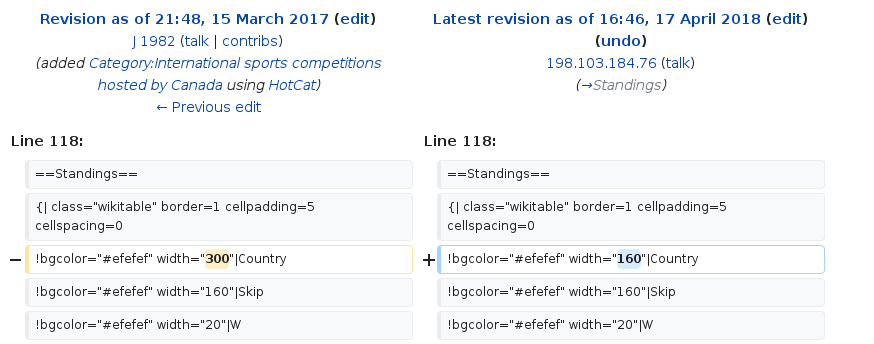 Revision as of 21:48, 15 March 2017 (edit)
J 1982 (talk | contribs)
(added Category:International sports competitions
hosted by Canada using HotCat)
← Previous edit
Latest revision as of 16:46, 17 April 2018 (edit)
(undo)
198.103.184.76 (talk)
(→Standings)
Line 118:
Line 118:
==Standings==
==Standings==
{| class="wikitable" border=1 cellpadding=5
cellspacing=0
{| class="wikitable" border=1 cellpadding=5
cellspacing=0
− !bgcolor="#efefef" width="300"|Country
+ !bgcolor="#efefef" width="160"|Country
!bgcolor="#efefef" width="160"|Skip
!bgcolor="#efefef" width="160"|Skip
!bgcolor="#efefef" width="20"|W
!bgcolor="#efefef" width="20"|W